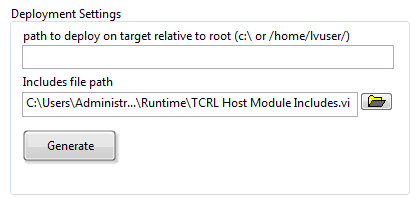 Deployment Settings
path to deploy on target relative to root (c:\ or /home/lvuser/)
Includes file path
C:\Users\Administr...\Runtime\TCRL Host Module Includes.vi
Generate